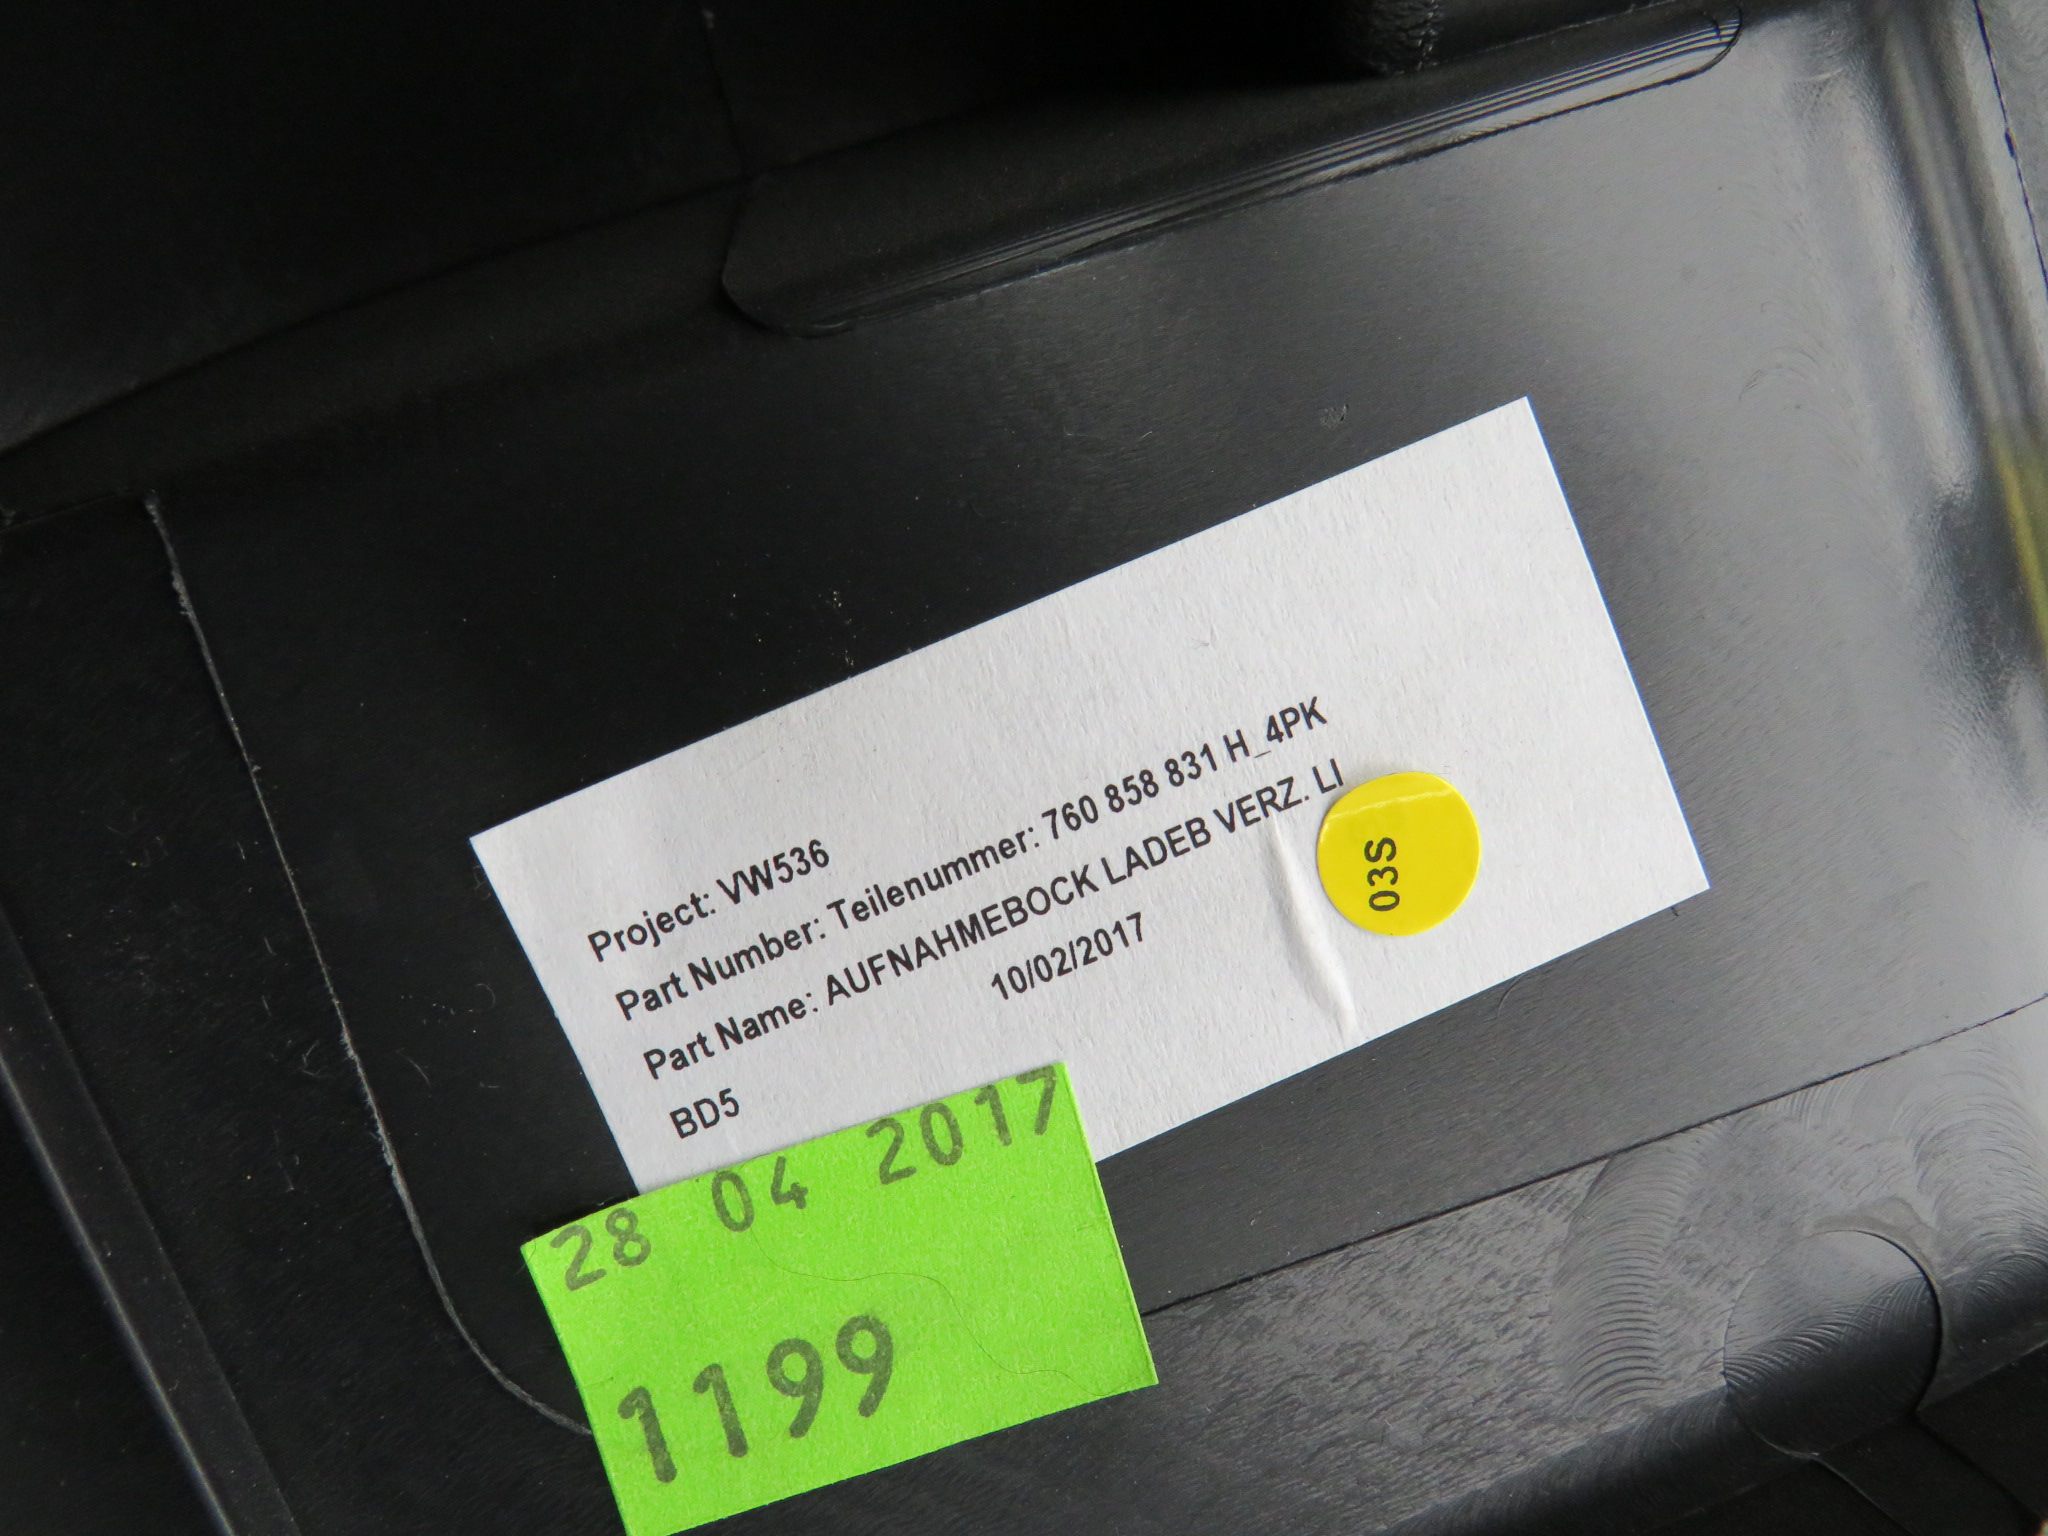 Project: VW536
Part Number: Teilenummer: 760 858 831 H_4PK
Part Name: AUFNAHMEBOCK LADEB VERZ. LI
BD5 10/02/2017
03S
28 04 2017
1199